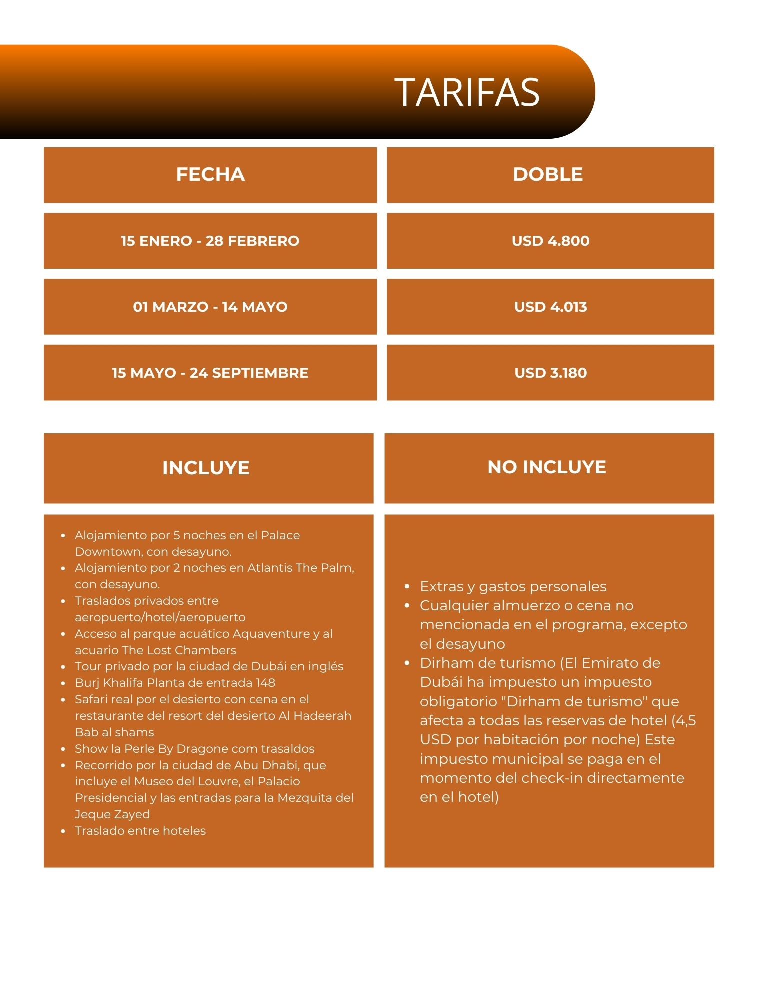 TARIFAS
FECHA
DOBLE
15 ENERO - 28 FEBRERO
USD 4.800
01 MARZO - 14 MAYO
USD 4.013
15 MAYO - 24 SEPTIEMBRE
USD 3.180
INCLUYE
• Alojamiento por 5 noches en el Palace
Downtown, con desayuno.
• Alojamiento por 2 noches en Atlantis The Palm,
con desayuno.
• Traslados privados entre
aeropuerto/hotel/aeropuerto
• Acceso al parque acuático Aquaventure y al
acuario The Lost Chambers
• Tour privado por la ciudad de Dubái en inglés
• Burj Khalifa Planta de entrada 148
• Safari real por el desierto con cena en el
restaurante del resort del desierto Al Hadeerah
Bab al shams
• Show la Perle By Dragone com trasaldos
• Recorrido por la ciudad de Abu Dhabi, que
incluye el Museo del Louvre, el Palacio
Presidencial y las entradas para la Mezquita del
Jeque Zayed
• Traslado entre hoteles
NO INCLUYE
• Extras y gastos personales
• Cualquier almuerzo o cena no
mencionada en el programa, excepto
el desayuno
• Dirham de turismo (El Emirato de
Dubái ha impuesto un impuesto
obligatorio "Dirham de turismo" que
afecta a todas las reservas de hotel (4,5
USD por habitación por noche) Este
impuesto municipal se paga en el
momento del check-in directamente
en el hotel)